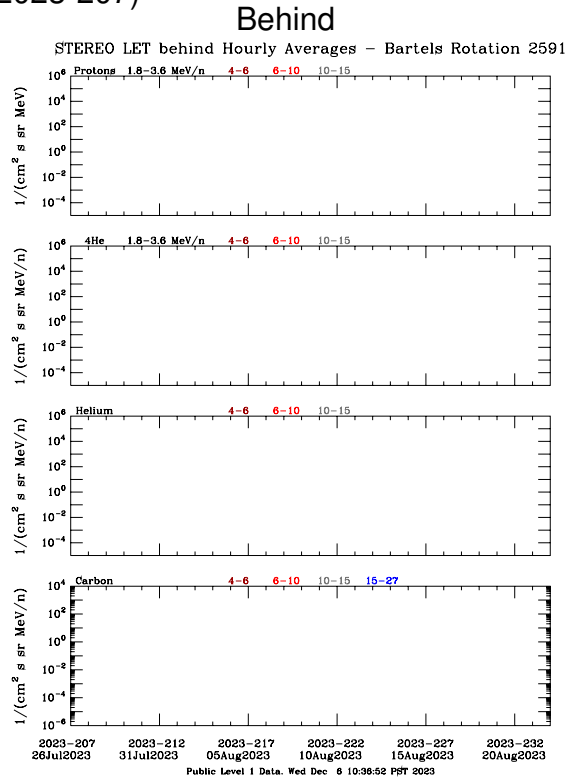 2023-207)
Behind
STEREO LET behind Hourly Averages – Bartels Rotation 2591
Protons 1.8–3.6 MeV/n 4–6 6–10 10–15
10^6
10^4
10^2
10^0
10^-2
10^-4
1/(cm^2 s sr MeV)
4He 1.8–3.6 MeV/n 4–6 6–10 10–15
10^6
10^4
10^2
10^0
10^-2
10^-4
1/(cm^2 s sr MeV/n)
Helium 4–6 6–10 10–15
10^6
10^4
10^2
10^0
10^-2
10^-4
1/(cm^2 s sr MeV/n)
Carbon 4–6 6–10 10–15 15–27
10^4
10^2
10^0
10^-2
10^-4
10^-6
1/(cm^2 s sr MeV/n)
2023–207 2023–212 2023–217 2023–222 2023–227 2023–232
26Jul2023 31Jul2023 05Aug2023 10Aug2023 15Aug2023 20Aug2023
Public Level 1 Data. Wed Dec 6 10:36:52 PST 2023